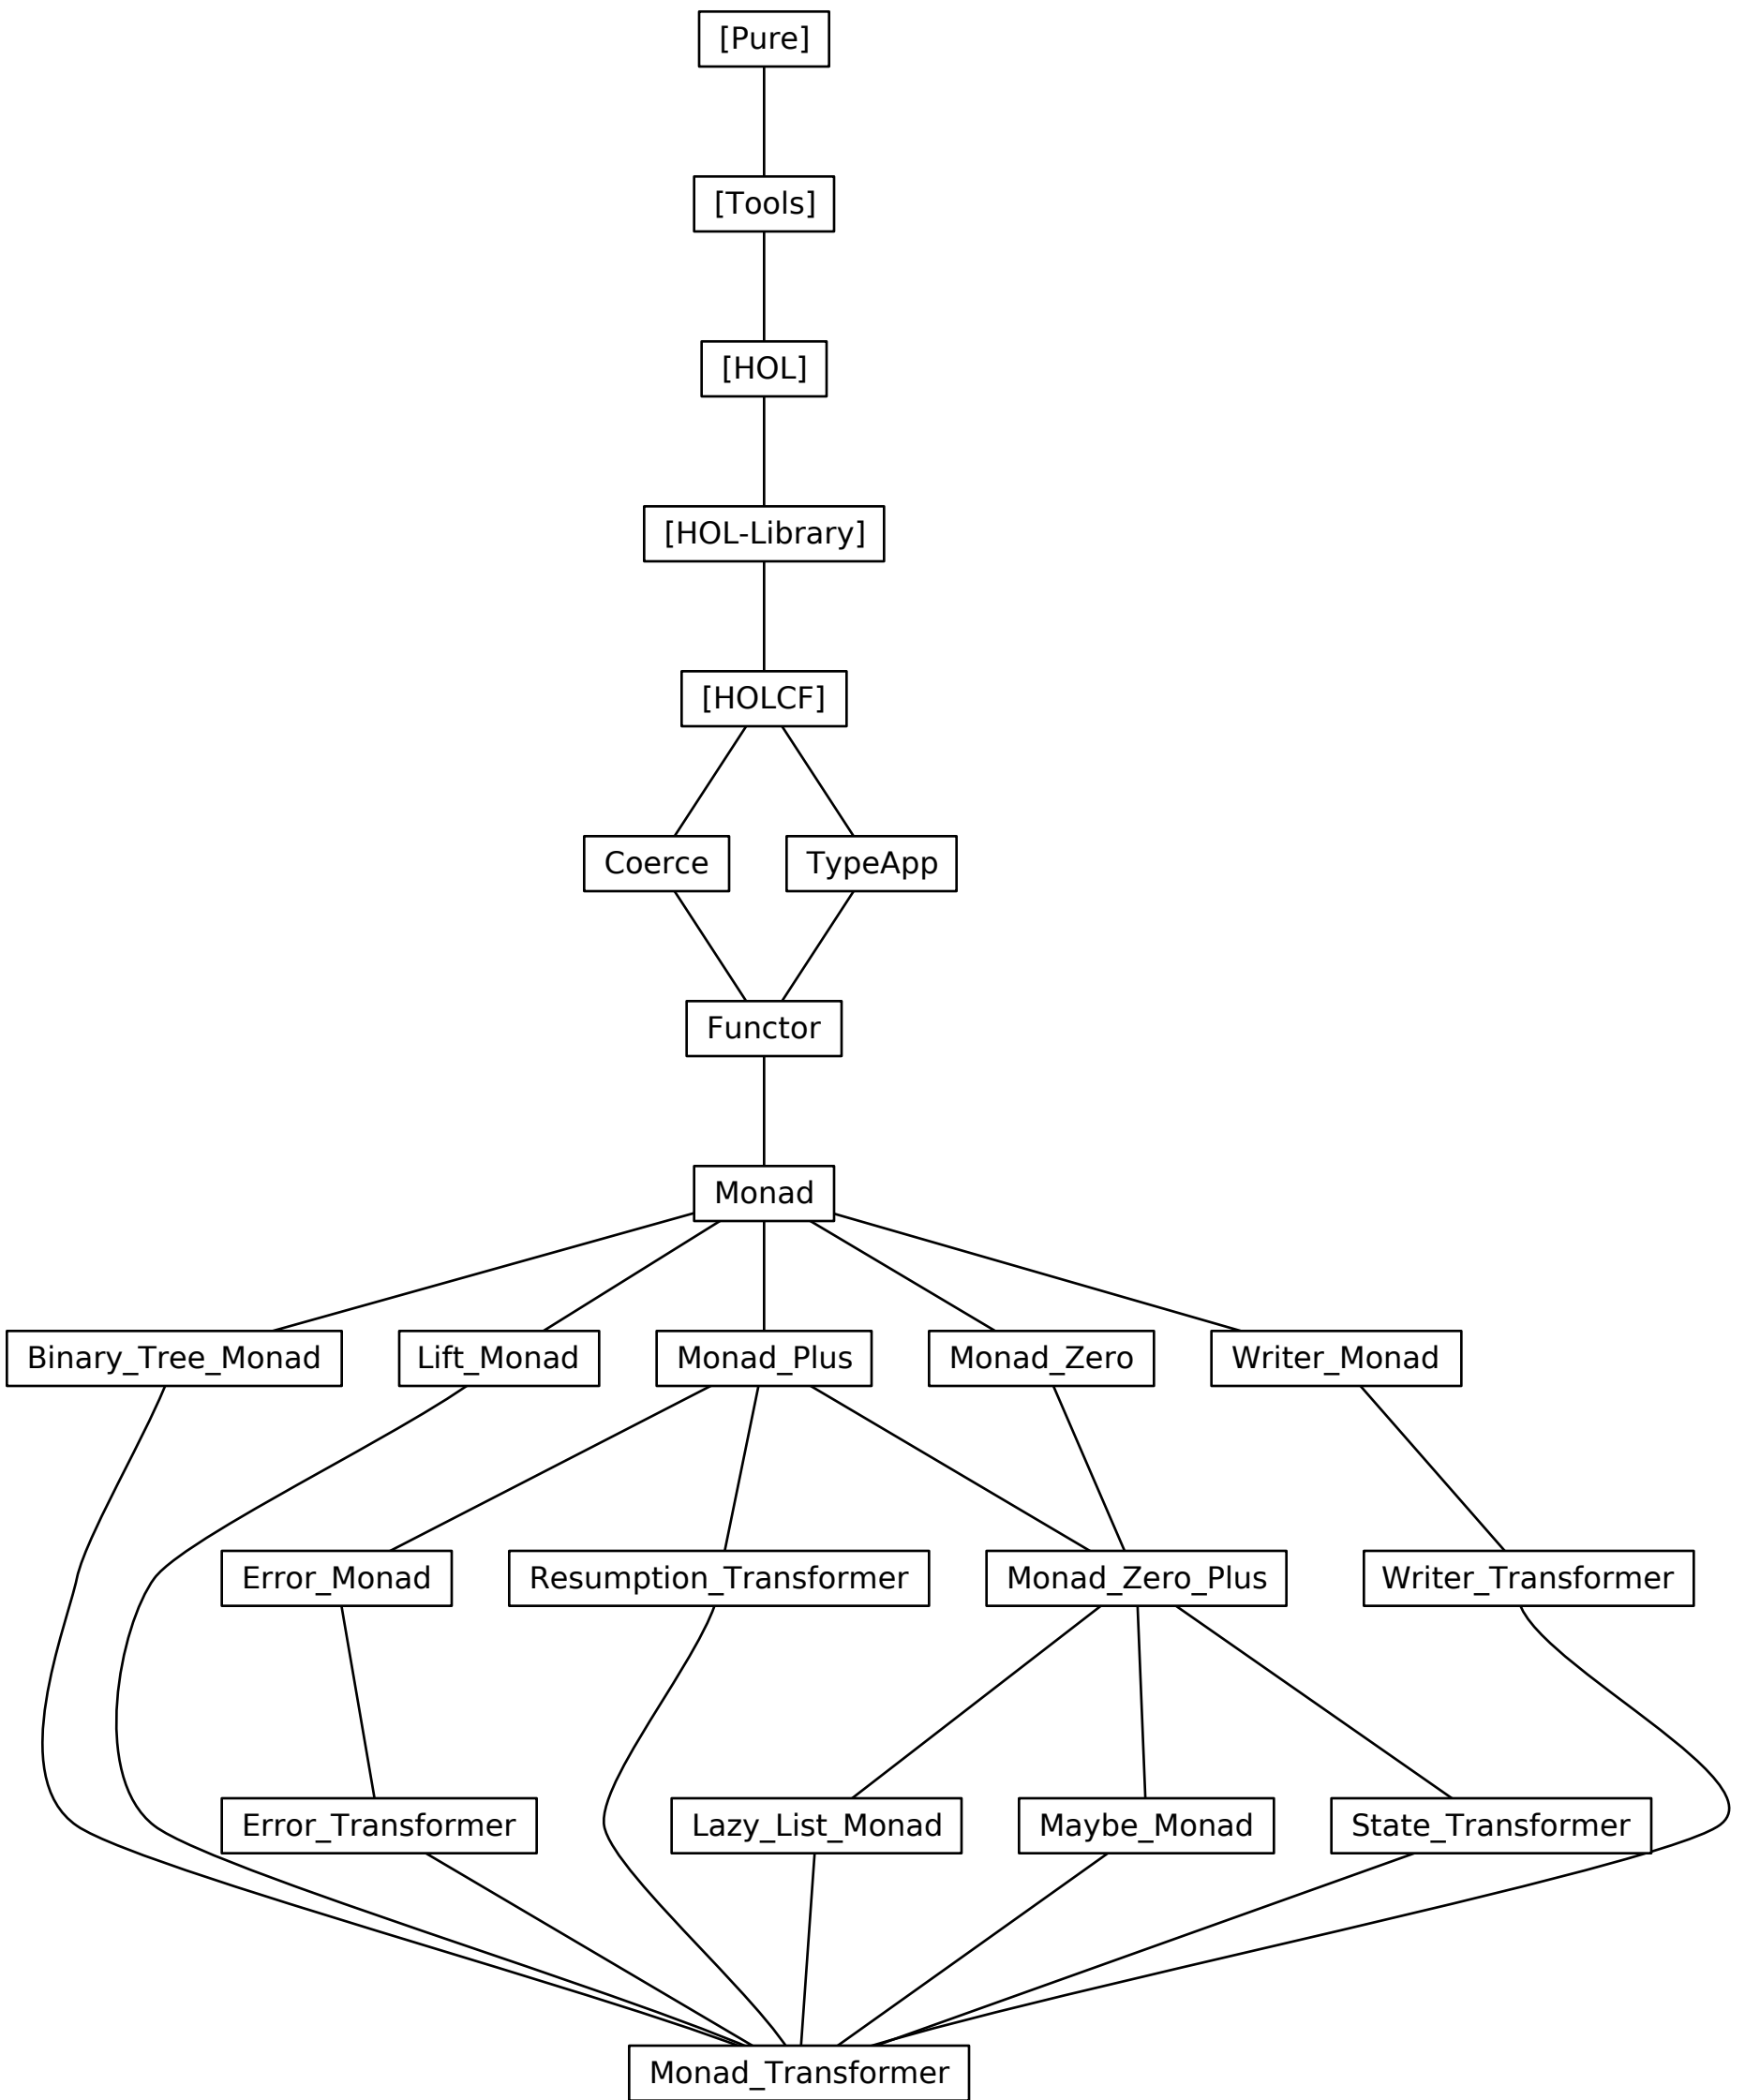 [Pure]
[Tools]
[HOL]
[HOL-Library]
[HOLCF]
Coerce
TypeApp
Functor
Monad
Binary_Tree_Monad
Lift_Monad
Monad_Plus
Monad_Zero
Writer_Monad
Error_Monad
Resumption_Transformer
Monad_Zero_Plus
Writer_Transformer
Error_Transformer
Lazy_List_Monad
Maybe_Monad
State_Transformer
Monad_Transformer